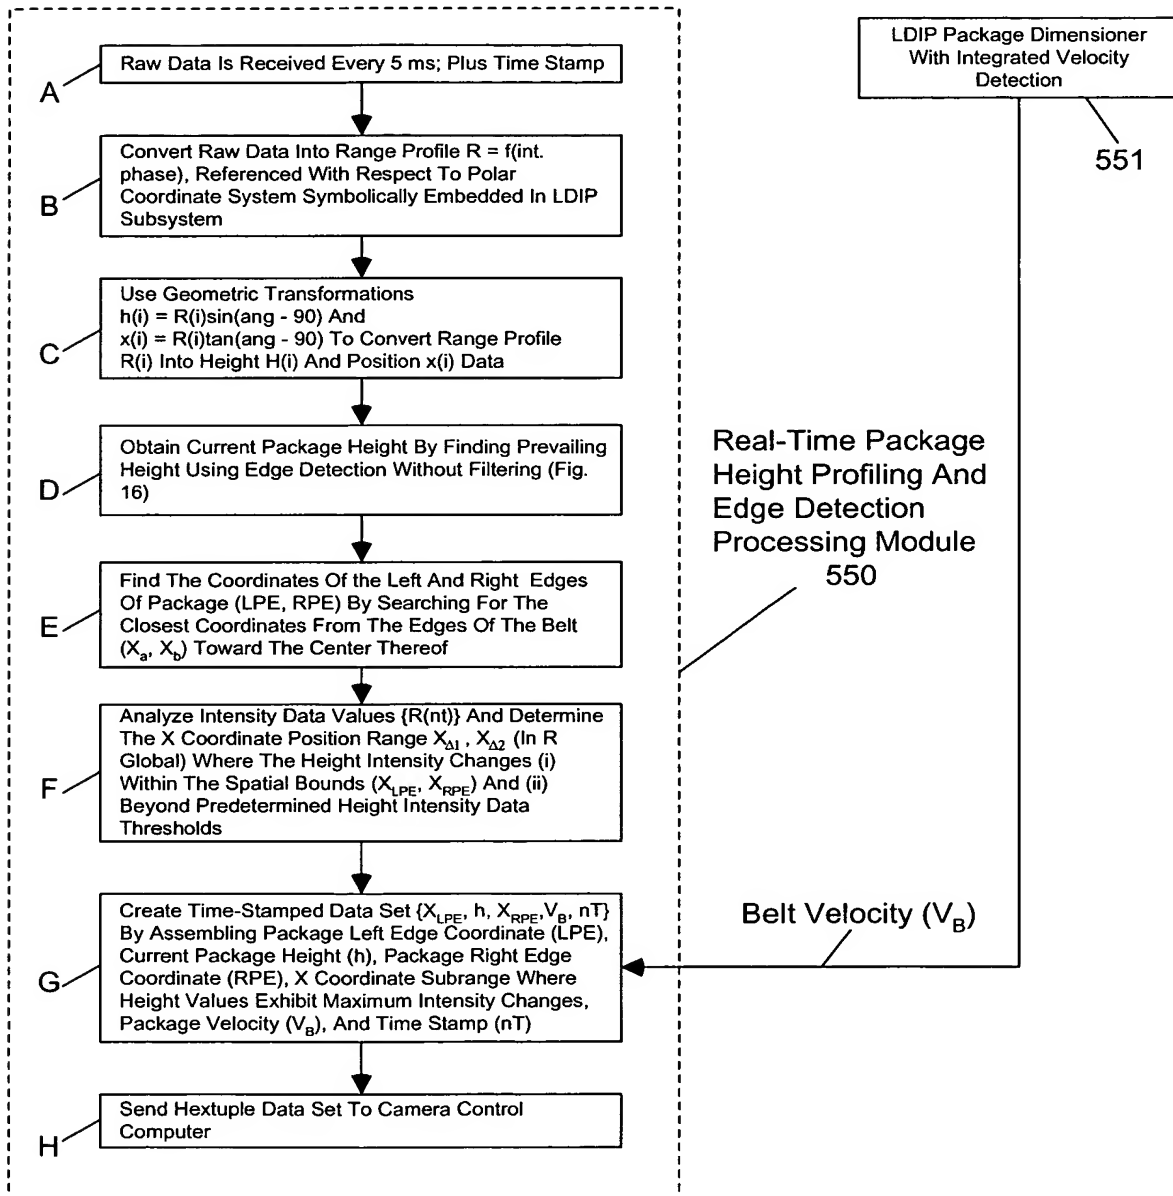 A
Raw Data Is Received Every 5 ms; Plus Time Stamp
B
Convert Raw Data Into Range Profile R = f(int.
phase), Referenced With Respect To Polar
Coordinate System Symbolically Embedded In LDIP
Subsystem
C
Use Geometric Transformations
h(i) = R(i)sin(ang - 90) And
x(i) = R(i)tan(ang - 90) To Convert Range Profile
R(i) Into Height H(i) And Position x(i) Data
D
Obtain Current Package Height By Finding Prevailing
Height Using Edge Detection Without Filtering (Fig.
16)
E
Find The Coordinates Of the Left And Right Edges
Of Package (LPE, RPE) By Searching For The
Closest Coordinates From The Edges Of The Belt
(Xa, Xb) Toward The Center Thereof
F
Analyze Intensity Data Values {R(nt)} And Determine
The X Coordinate Position Range XΔ1 , XΔ2 (In R
Global) Where The Height Intensity Changes (i)
Within The Spatial Bounds (XLPE, XRPE) And (ii)
Beyond Predetermined Height Intensity Data
Thresholds
G
Create Time-Stamped Data Set {XLPE, h, XRPE,VB, nT}
By Assembling Package Left Edge Coordinate (LPE),
Current Package Height (h), Package Right Edge
Coordinate (RPE), X Coordinate Subrange Where
Height Values Exhibit Maximum Intensity Changes,
Package Velocity (VB), And Time Stamp (nT)
H
Send Hextuple Data Set To Camera Control
Computer
LDIP Package Dimensioner
With Integrated Velocity
Detection
551
Real-Time Package
Height Profiling And
Edge Detection
Processing Module
550
Belt Velocity (VB)